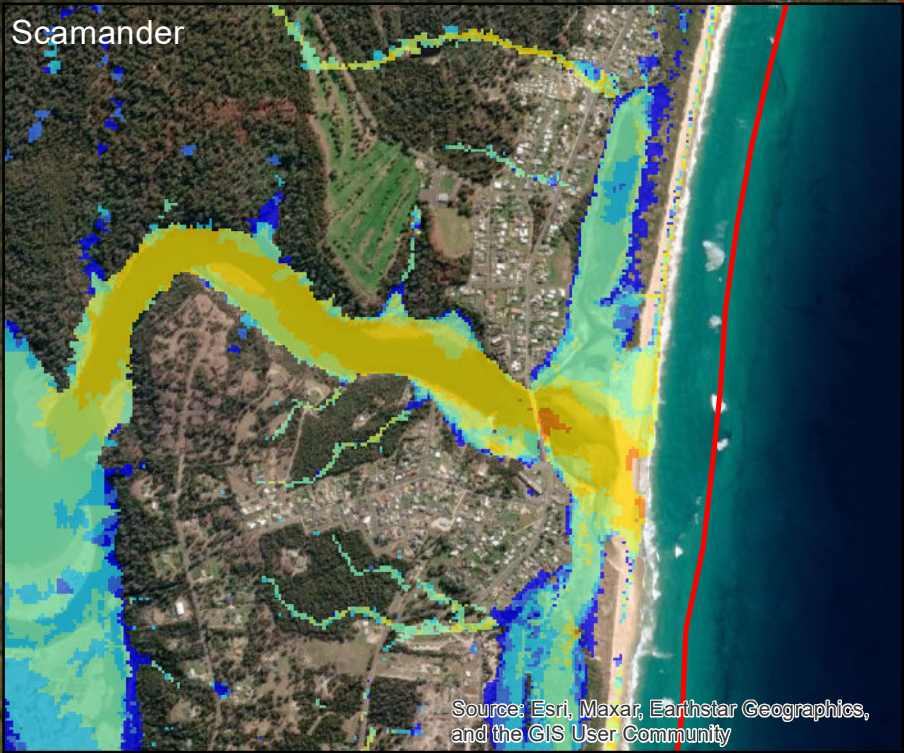 Scamander
Source: Esri, Maxar, Earthstar Geographics,
and the GIS User Community